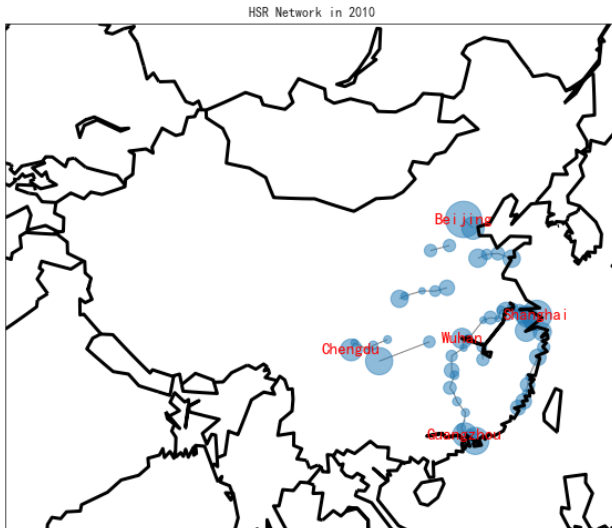 HSR Network in 2010
Beijing
Shanghai
Wuhan
Chengdu
Guangzhou